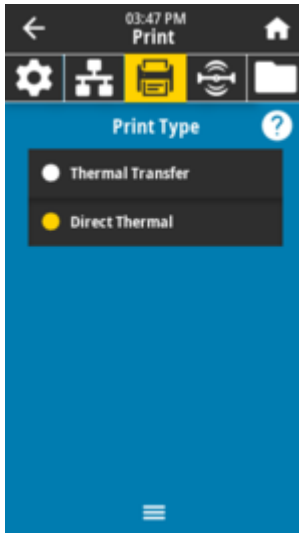 03:47 PM
Print
Print Type
?
Thermal Transfer
Direct Thermal